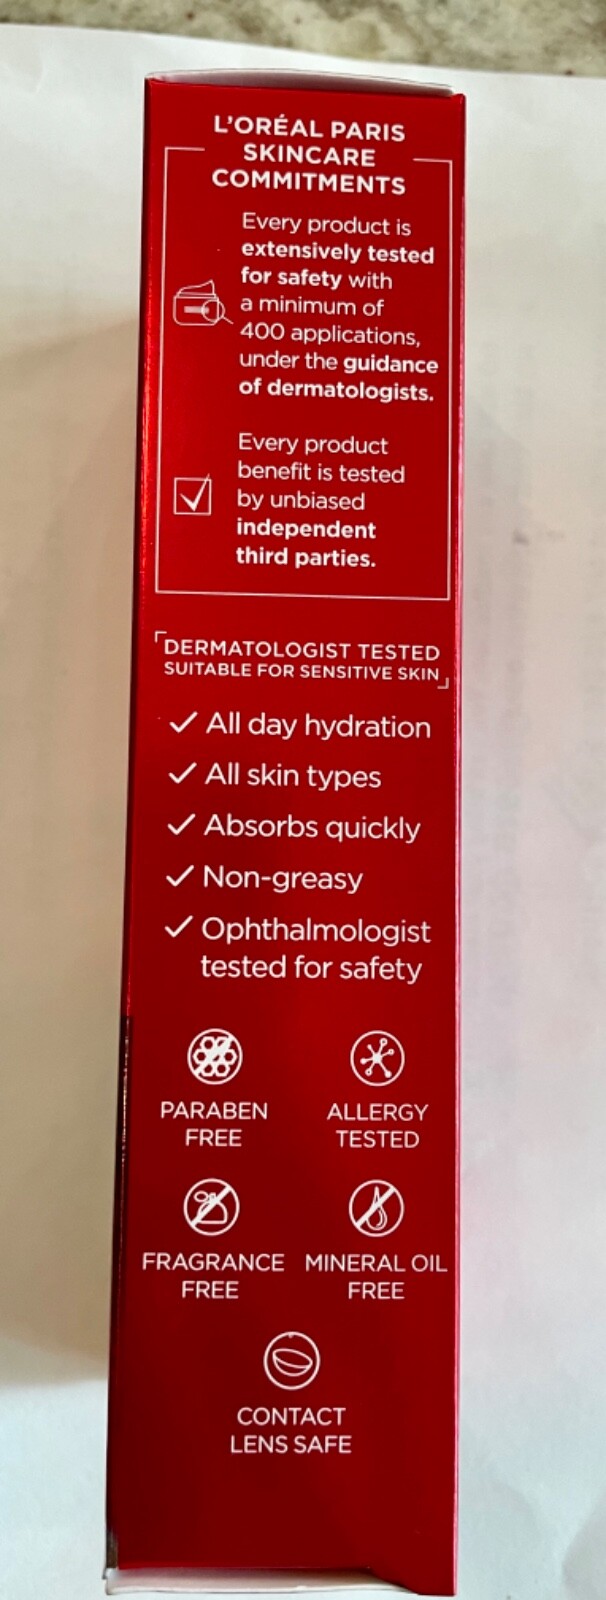 L'ORÉAL PARIS
SKINCARE
COMMITMENTS
Every product is
extensively tested
for safety with
a minimum of
400 applications,
under the guidance
of dermatologists.
Every product
benefit is tested
by unbiased
independent
third parties.
DERMATOLOGIST TESTED
SUITABLE FOR SENSITIVE SKIN
All day hydration
All skin types
Absorbs quickly
Non-greasy
Ophthalmologist
tested for safety
PARABEN
FREE
ALLERGY
TESTED
FRAGRANCE
FREE
MINERAL OIL
FREE
CONTACT
LENS SAFE